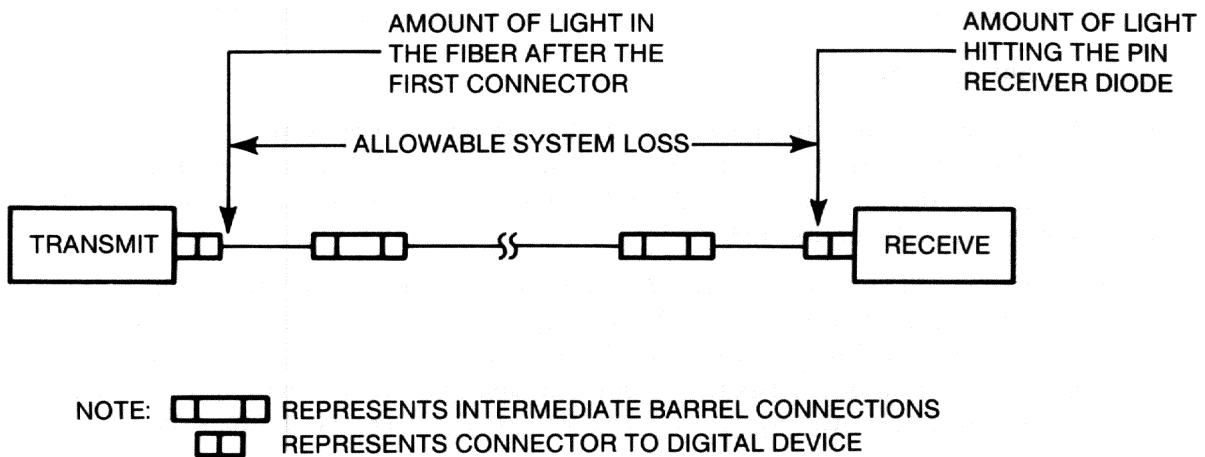 AMOUNT OF LIGHT IN
THE FIBER AFTER THE
FIRST CONNECTOR
AMOUNT OF LIGHT
HITTING THE PIN
RECEIVER DIODE
ALLOWABLE SYSTEM LOSS
TRANSMIT
RECEIVE
NOTE: REPRESENTS INTERMEDIATE BARREL CONNECTIONS
REPRESENTS CONNECTOR TO DIGITAL DEVICE